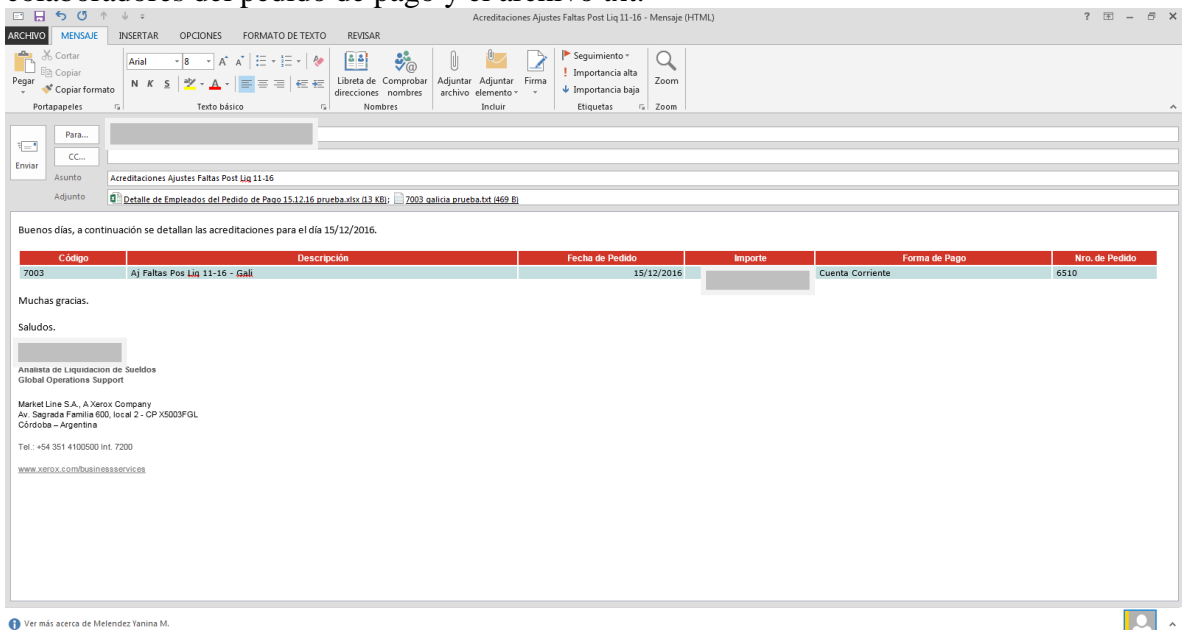 colaboradores del pedido de pago y el archivo txt.
Acreditaciones Ajustes Faltas Post Liq 11-16 - Mensaje (HTML)
ARCHIVO MENSAJE INSERTAR OPCIONES FORMATO DE TEXTO REVISAR
Pegar Cortar Copiar Copiar formato
Arial 8 A A
N K S A
Libreta de direcciones Comprobar nombres
Adjuntar archivo Adjuntar elemento Firma
Seguimiento
Importancia alta
Importancia baja
Zoom
Portapapeles Texto básico Nombres Incluir Etiquetas Zoom
Enviar
Para...
CC...
Asunto Acreditaciones Ajustes Faltas Post Liq 11-16
Adjunto Detalle de Empleados del Pedido de Pago 15.12.16 prueba.xlsx (13 KB); 7003 galicia prueba.txt (469 B)
Buenos días, a continuación se detallan las acreditaciones para el día 15/12/2016.
Código Descripción Fecha de Pedido Importe Forma de Pago Nro. de Pedido
7003 Aj Faltas Pos Liq 11-16 - Gali 15/12/2016 Cuenta Corriente 6510
Muchas gracias.
Saludos.
Analista de Liquidación de Sueldos
Global Operations Support
Market Line S.A., A Xerox Company
Av. Sagrada Familia 600, local 2 - CP X5003FGL
Córdoba – Argentina
Tel.: +54 351 4100500 Int. 7200
www.xerox.com/businessservices
Ver más acerca de Melendez Yanina M.